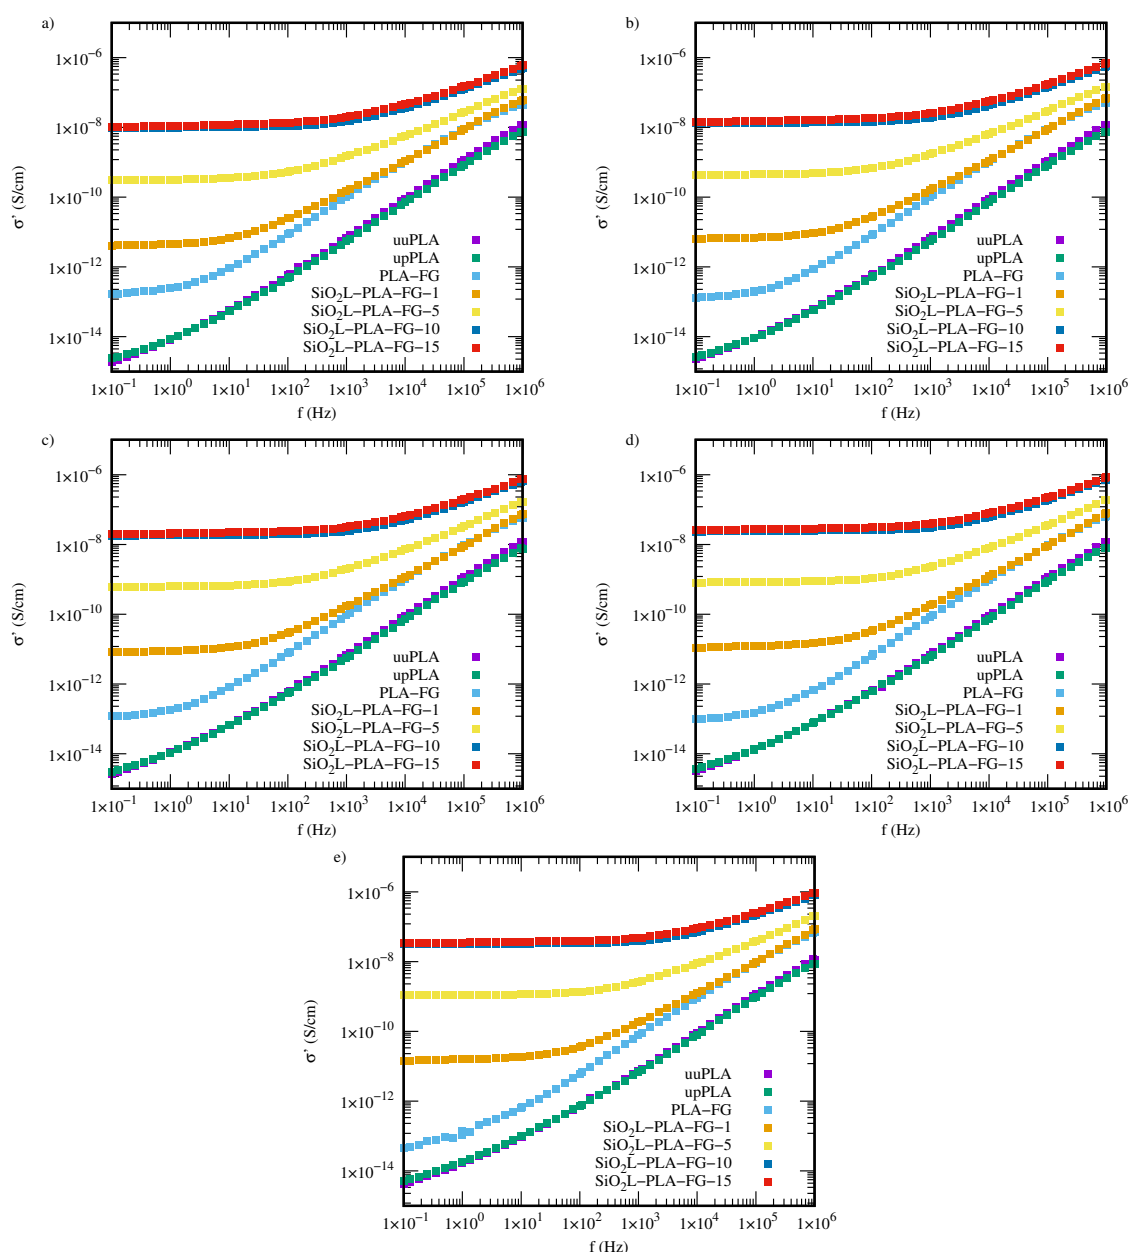 a)
σ' (S/cm)
1×10⁻⁶
1×10⁻⁸
1×10⁻¹⁰
1×10⁻¹²
1×10⁻¹⁴
uuPLA
upPLA
PLA−FG
SiO₂L−PLA−FG−1
SiO₂L−PLA−FG−5
SiO₂L−PLA−FG−10
SiO₂L−PLA−FG−15
1×10⁻¹ 1×10⁰ 1×10¹ 1×10² 1×10³ 1×10⁴ 1×10⁵ 1×10⁶
f (Hz)
b)
σ' (S/cm)
1×10⁻⁶
1×10⁻⁸
1×10⁻¹⁰
1×10⁻¹²
1×10⁻¹⁴
uuPLA
upPLA
PLA−FG
SiO₂L−PLA−FG−1
SiO₂L−PLA−FG−5
SiO₂L−PLA−FG−10
SiO₂L−PLA−FG−15
1×10⁻¹ 1×10⁰ 1×10¹ 1×10² 1×10³ 1×10⁴ 1×10⁵ 1×10⁶
f (Hz)
c)
σ' (S/cm)
1×10⁻⁶
1×10⁻⁸
1×10⁻¹⁰
1×10⁻¹²
1×10⁻¹⁴
uuPLA
upPLA
PLA−FG
SiO₂L−PLA−FG−1
SiO₂L−PLA−FG−5
SiO₂L−PLA−FG−10
SiO₂L−PLA−FG−15
1×10⁻¹ 1×10⁰ 1×10¹ 1×10² 1×10³ 1×10⁴ 1×10⁵ 1×10⁶
f (Hz)
d)
σ' (S/cm)
1×10⁻⁶
1×10⁻⁸
1×10⁻¹⁰
1×10⁻¹²
1×10⁻¹⁴
uuPLA
upPLA
PLA−FG
SiO₂L−PLA−FG−1
SiO₂L−PLA−FG−5
SiO₂L−PLA−FG−10
SiO₂L−PLA−FG−15
1×10⁻¹ 1×10⁰ 1×10¹ 1×10² 1×10³ 1×10⁴ 1×10⁵ 1×10⁶
f (Hz)
e)
σ' (S/cm)
1×10⁻⁶
1×10⁻⁸
1×10⁻¹⁰
1×10⁻¹²
1×10⁻¹⁴
uuPLA
upPLA
PLA−FG
SiO₂L−PLA−FG−1
SiO₂L−PLA−FG−5
SiO₂L−PLA−FG−10
SiO₂L−PLA−FG−15
1×10⁻¹ 1×10⁰ 1×10¹ 1×10² 1×10³ 1×10⁴ 1×10⁵ 1×10⁶
f (Hz)